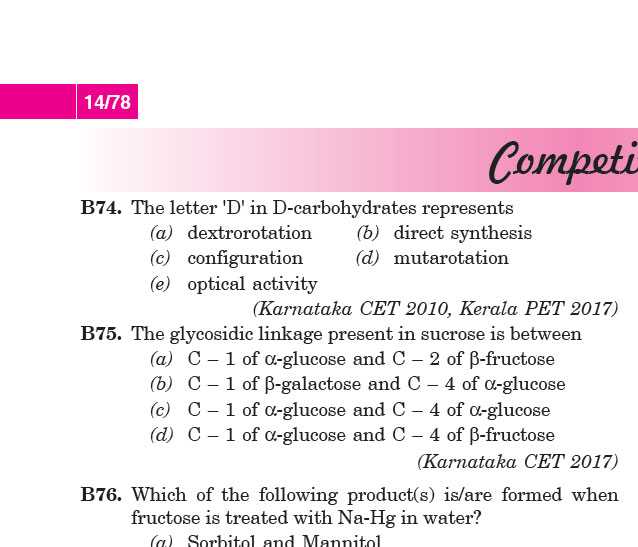 14/78
Competi
B74. The letter 'D' in D-carbohydrates represents
(a) dextrorotation (b) direct synthesis
(c) configuration (d) mutarotation
(e) optical activity
(Karnataka CET 2010, Kerala PET 2017)
B75. The glycosidic linkage present in sucrose is between
(a) C – 1 of α-glucose and C – 2 of β-fructose
(b) C – 1 of β-galactose and C – 4 of α-glucose
(c) C – 1 of α-glucose and C – 4 of α-glucose
(d) C – 1 of α-glucose and C – 4 of β-fructose
(Karnataka CET 2017)
B76. Which of the following product(s) is/are formed when
fructose is treated with Na-Hg in water?
(a) Sorbitol and Mannitol